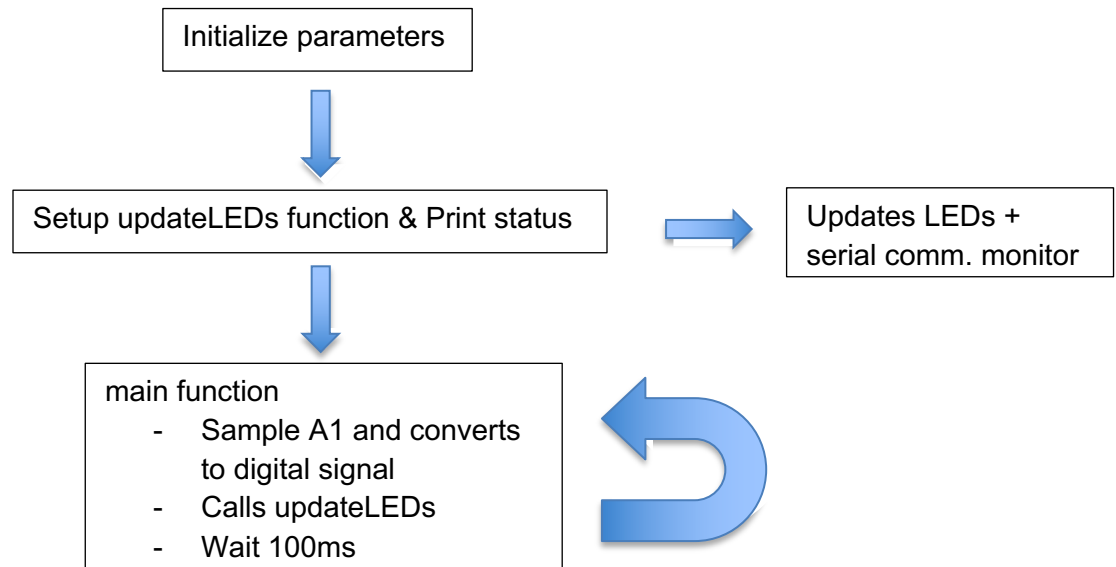 Initialize parameters
Setup updateLEDs function & Print status
Updates LEDs +
serial comm. monitor
main function
- Sample A1 and converts
to digital signal
- Calls updateLEDs
- Wait 100ms